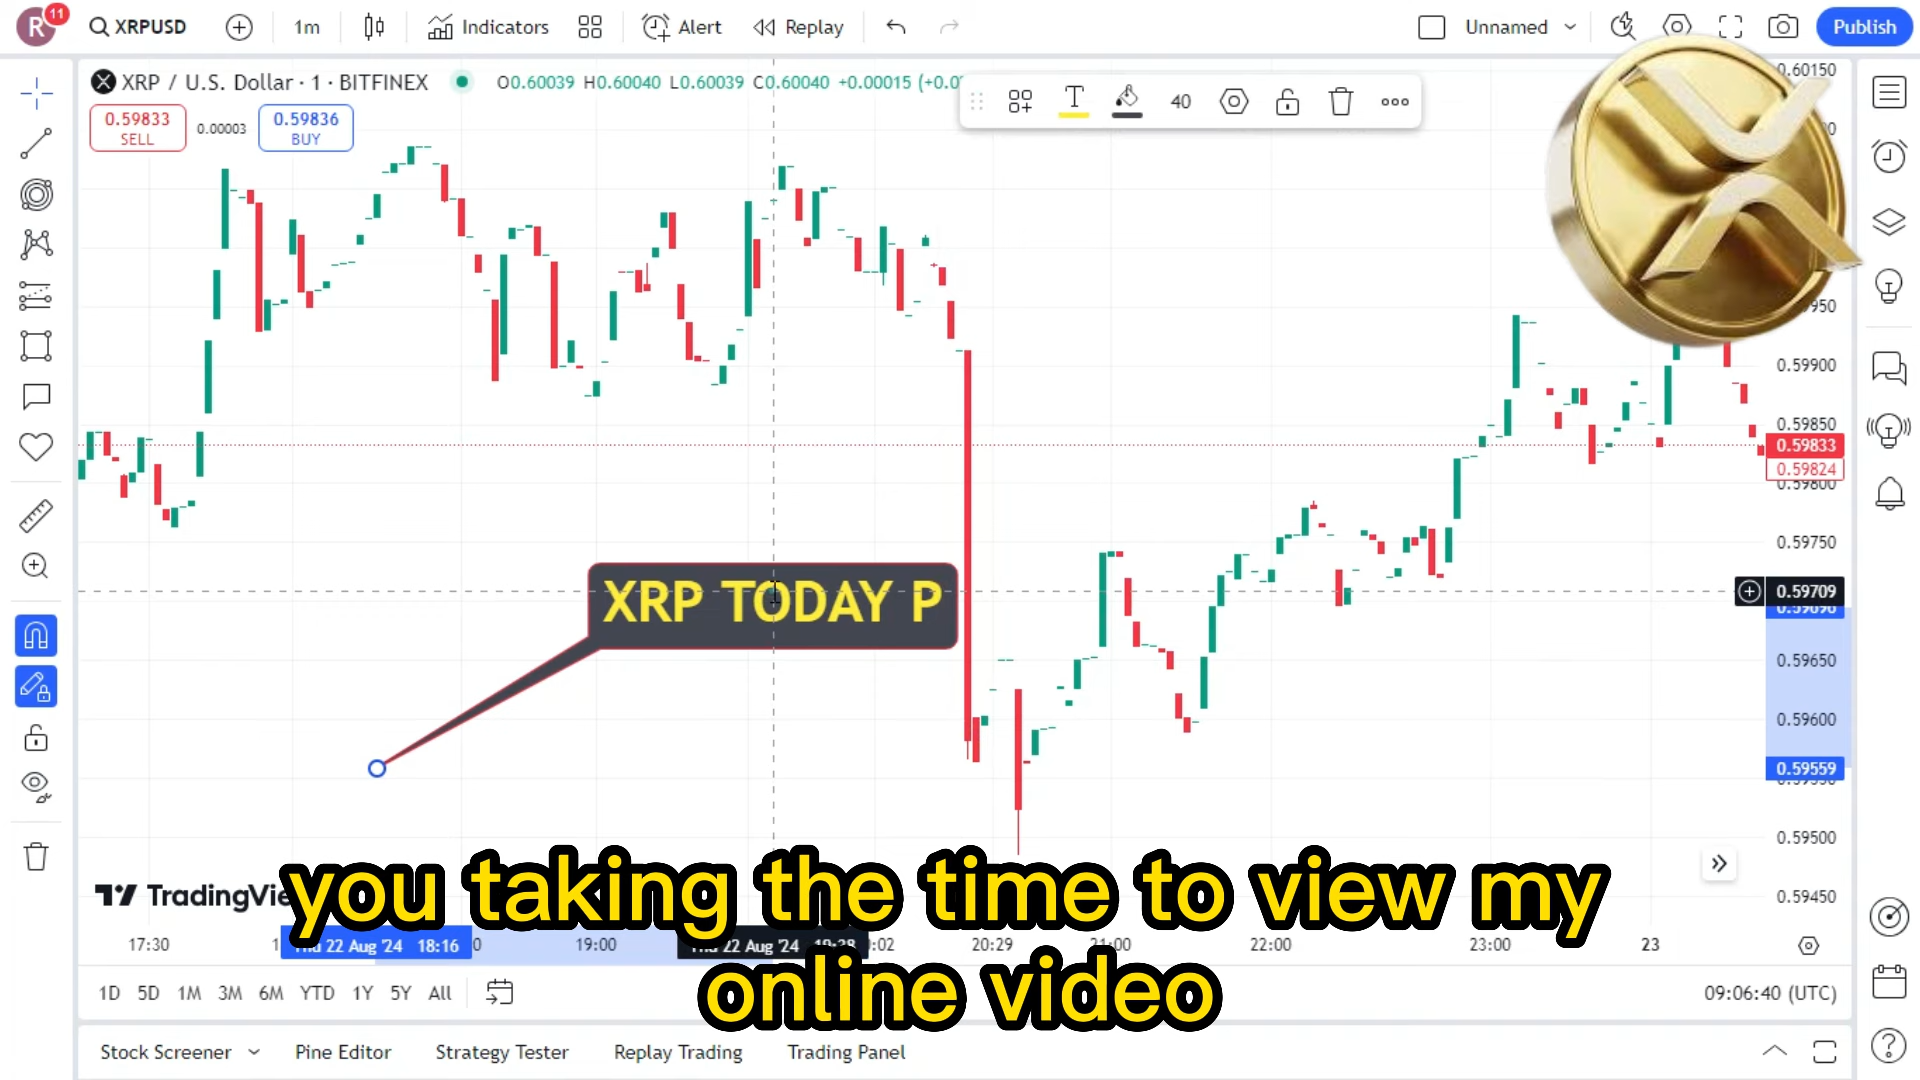 R 11 XRPUSD 1m Indicators Alert Replay Unnamed Publish
XRP / U.S. Dollar · 1 · BITFINEX O0.60039 H0.60040 L0.60039 C0.60040 +0.00015
0.59833 SELL 0.00003 0.59836 BUY
T 40
0.60150
0.59900
0.59850
0.59833
0.59824
0.59800
0.59750
XRP TODAY P
0.59709
0.59650
0.59600
0.59559
0.59500
0.59450
you taking the time to view my
online video
TradingVie
17:30 Thu 22 Aug '24 18:16 19:00 20:29 21:00 22:00 23:00 23
1D 5D 1M 3M 6M YTD 1Y 5Y All 09:06:40 (UTC)
Stock Screener Pine Editor Strategy Tester Replay Trading Trading Panel